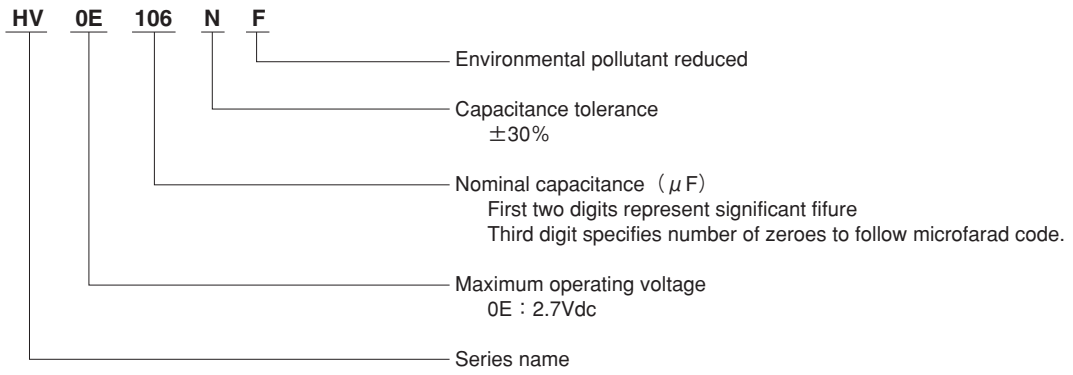 HV 0E 106 N F
Environmental pollutant reduced
Capacitance tolerance
±30%
Nominal capacitance (μF)
First two digits represent significant fifure
Third digit specifies number of zeroes to follow microfarad code.
Maximum operating voltage
0E : 2.7Vdc
Series name